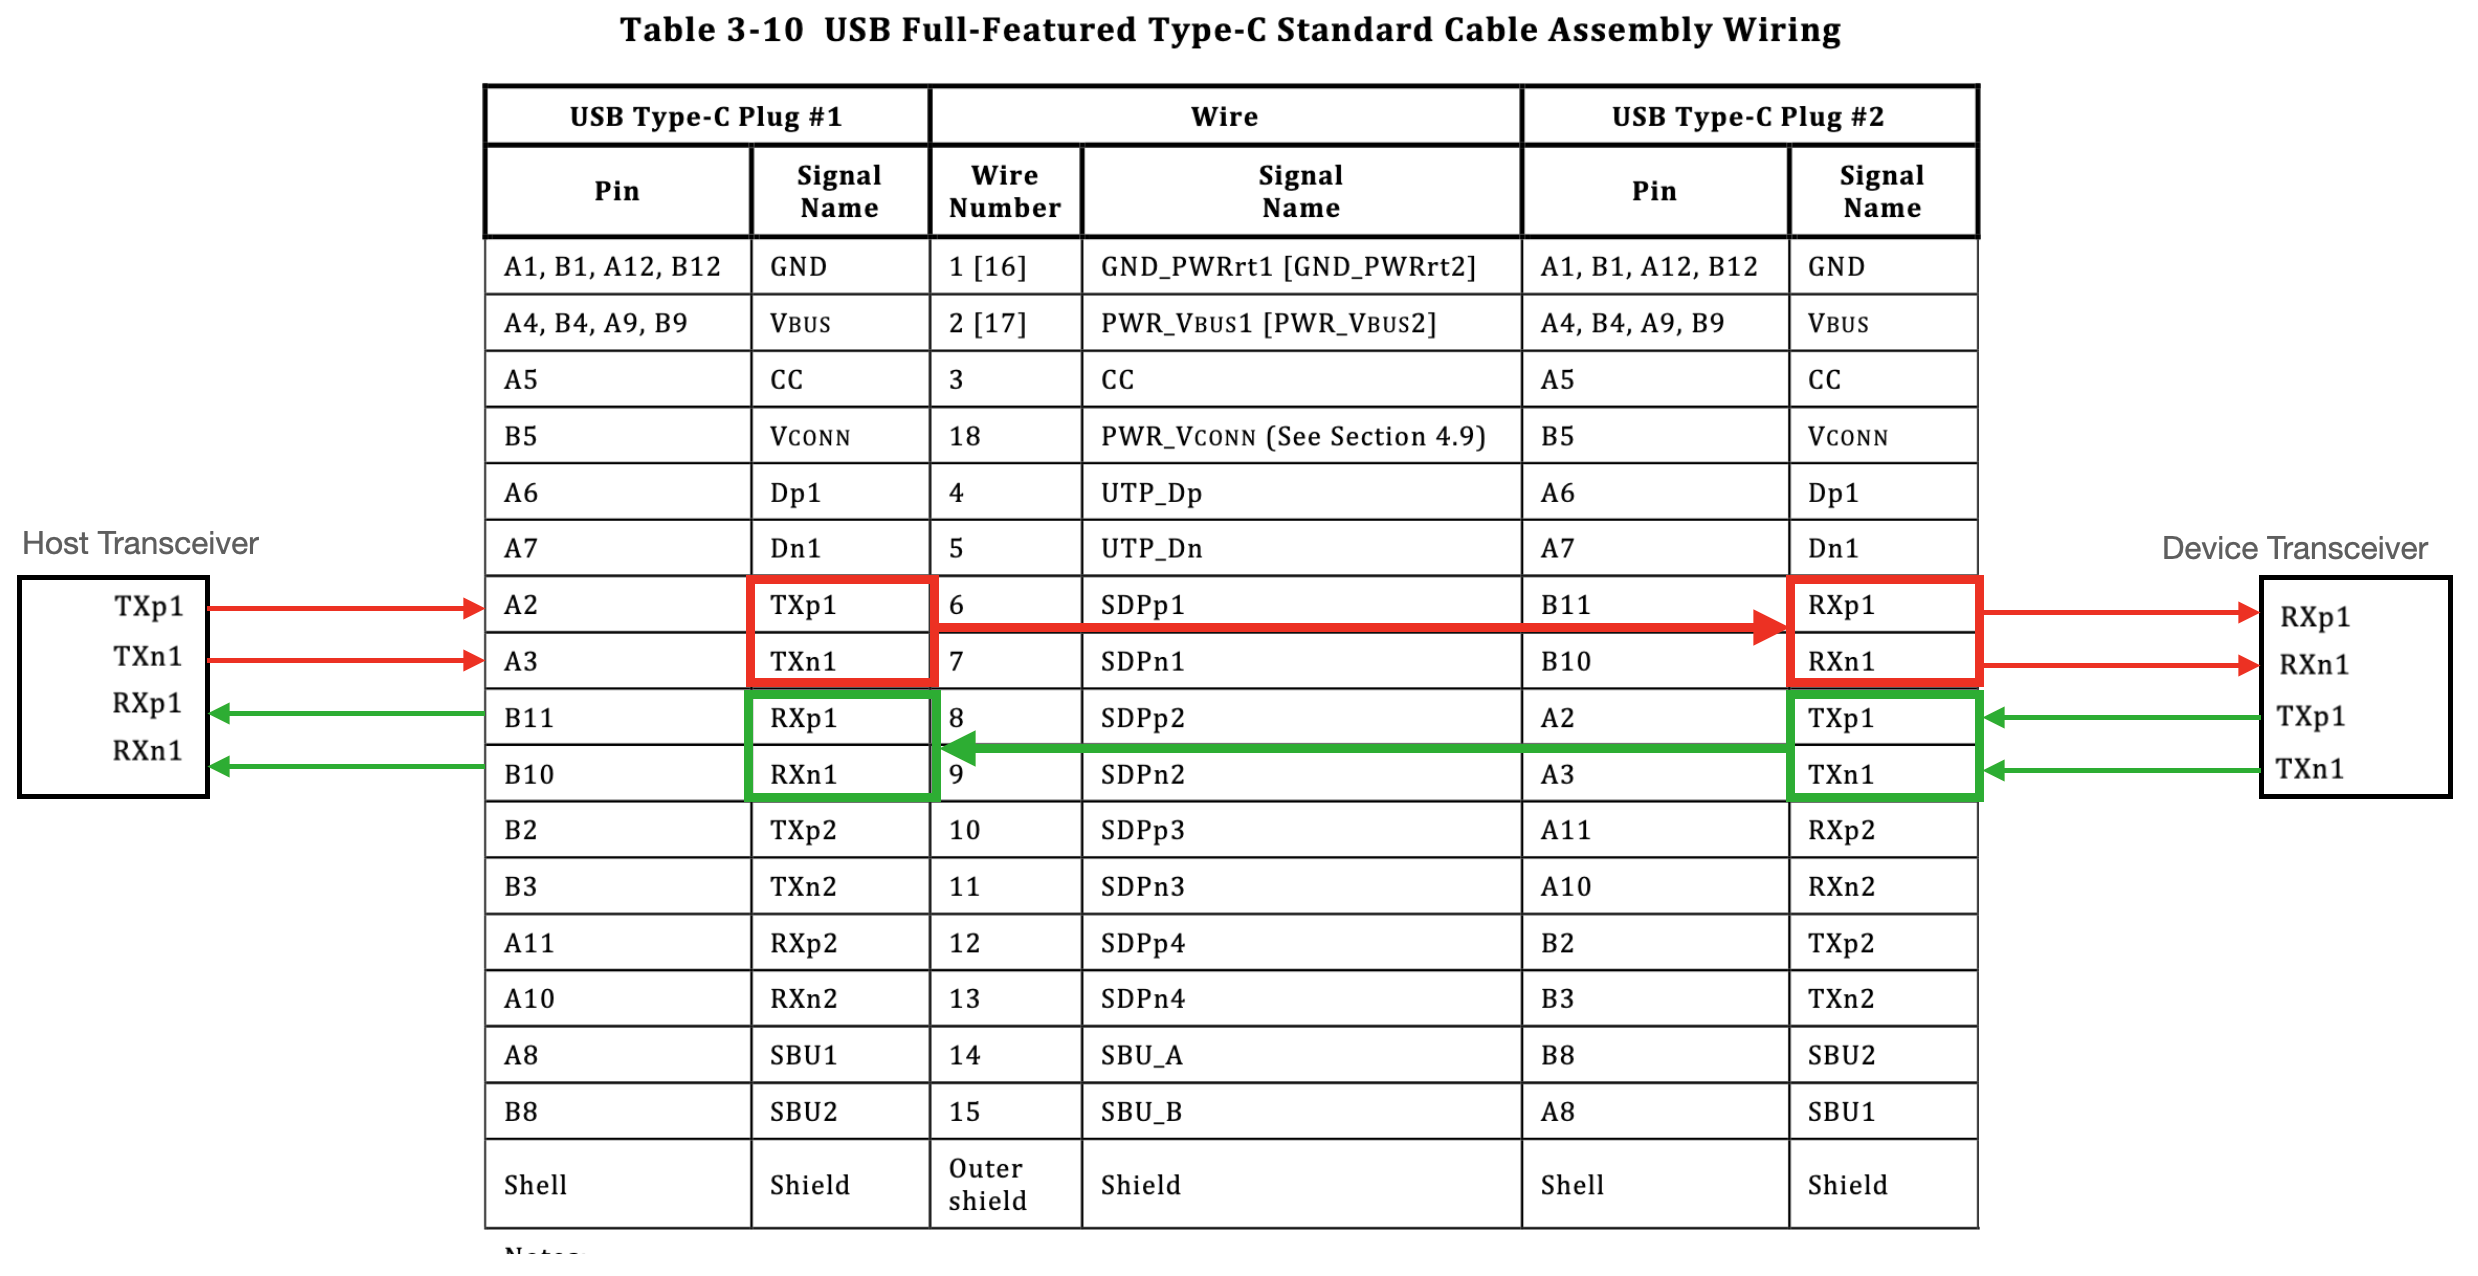 Table 3-10 USB Full-Featured Type-C Standard Cable Assembly Wiring
USB Type-C Plug #1 Wire USB Type-C Plug #2
Pin Signal Name Wire Number Signal Name Pin Signal Name
A1, B1, A12, B12 GND 1 [16] GND_PWRrt1 [GND_PWRrt2] A1, B1, A12, B12 GND
A4, B4, A9, B9 VBUS 2 [17] PWR_VBUS1 [PWR_VBUS2] A4, B4, A9, B9 VBUS
A5 CC 3 CC A5 CC
B5 VCONN 18 PWR_VCONN (See Section 4.9) B5 VCONN
A6 Dp1 4 UTP_Dp A6 Dp1
A7 Dn1 5 UTP_Dn A7 Dn1
A2 TXp1 6 SDPp1 B11 RXp1
A3 TXn1 7 SDPn1 B10 RXn1
B11 RXp1 8 SDPp2 A2 TXp1
B10 RXn1 9 SDPn2 A3 TXn1
B2 TXp2 10 SDPp3 A11 RXp2
B3 TXn2 11 SDPn3 A10 RXn2
A11 RXp2 12 SDPp4 B2 TXp2
A10 RXn2 13 SDPn4 B3 TXn2
A8 SBU1 14 SBU_A B8 SBU2
B8 SBU2 15 SBU_B A8 SBU1
Shell Shield Outer shield Shield Shell Shield
Host Transceiver
TXp1
TXn1
RXp1
RXn1
Device Transceiver
RXp1
RXn1
TXp1
TXn1